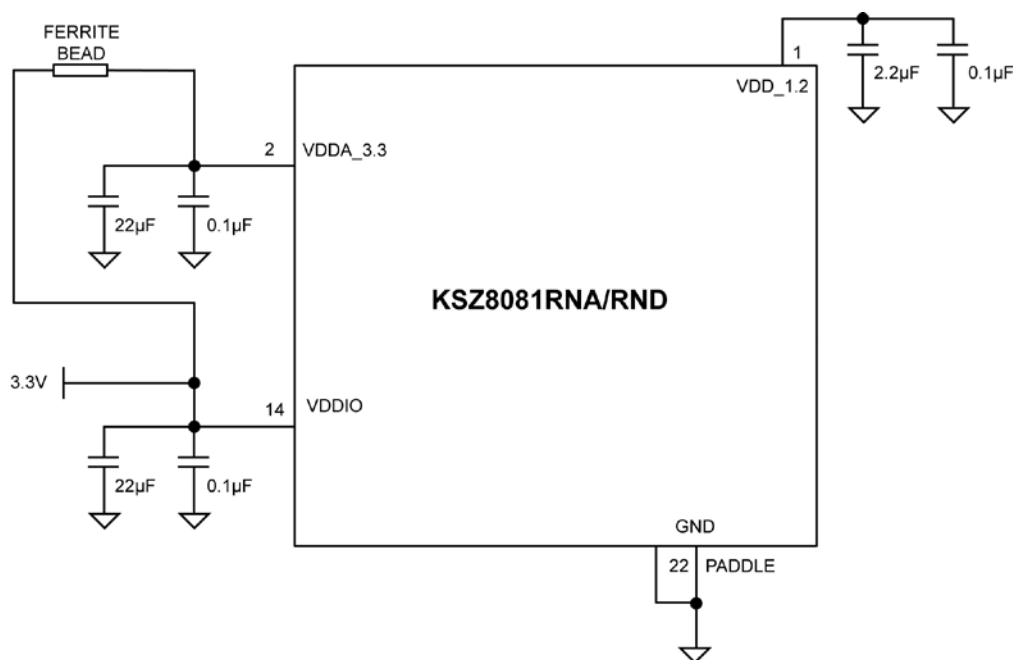 FERRITE
BEAD
1
2.2µF
0.1µF
VDD_1.2
2
VDDA_3.3
22µF
0.1µF
KSZ8081RNA/RND
3.3V
14
VDDIO
22µF
0.1µF
GND
22
PADDLE